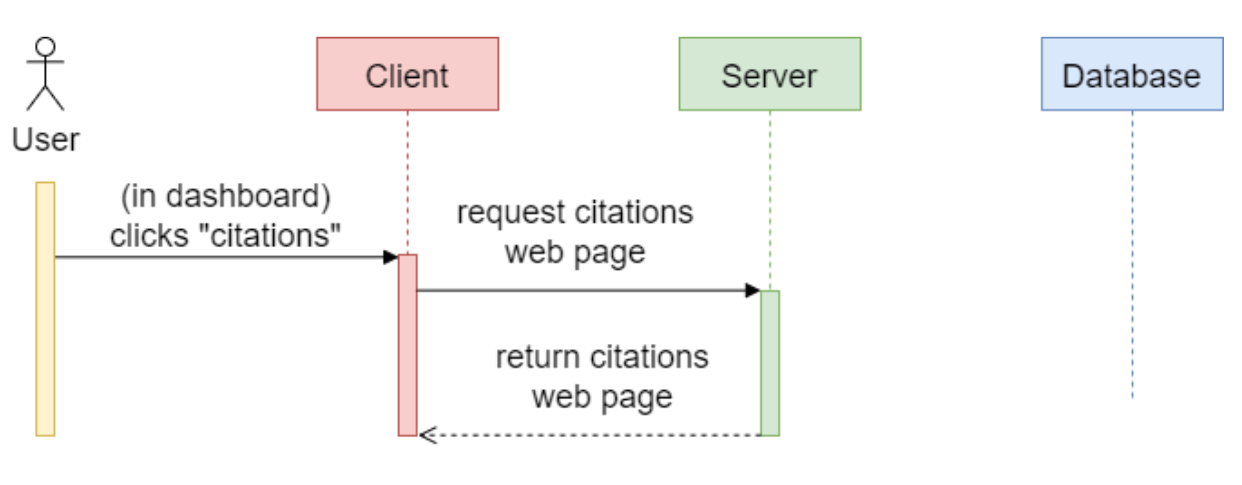 Client
Server
Database
User
(in dashboard)
clicks "citations"
request citations
web page
return citations
web page